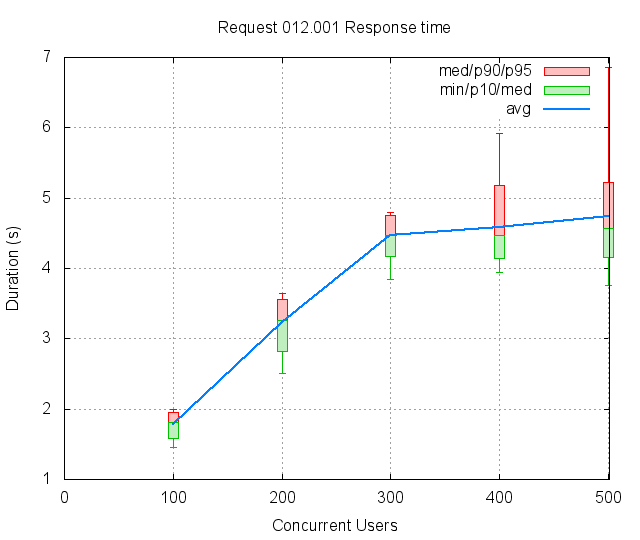 Request 012.001 Response time
7
6
5
4
3
2
1
Duration (s)
med/p90/p95
min/p10/med
avg
0 100 200 300 400 500
Concurrent Users